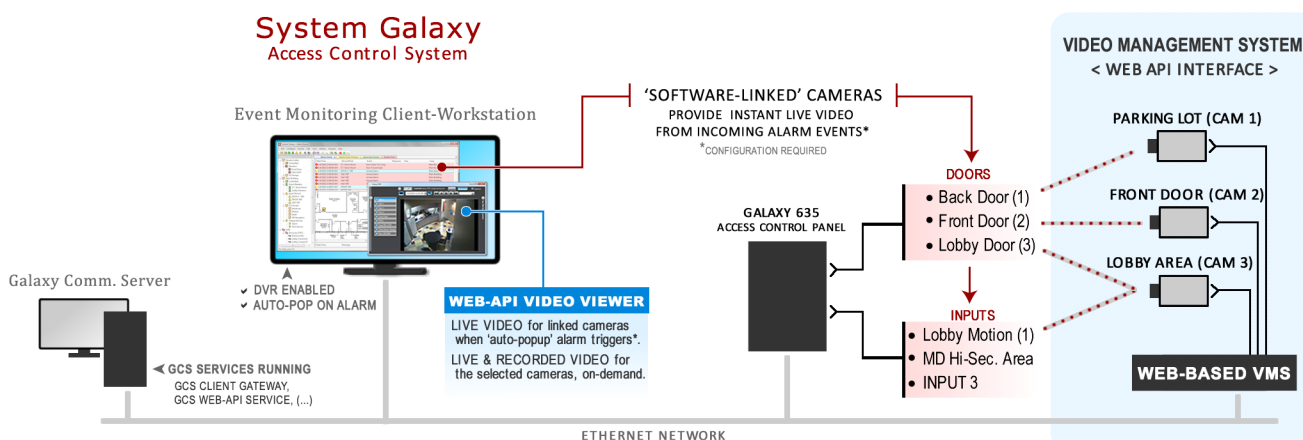 System Galaxy
Access Control System
VIDEO MANAGEMENT SYSTEM
< WEB API INTERFACE >
Event Monitoring Client-Workstation
'SOFTWARE-LINKED' CAMERAS
PROVIDE INSTANT LIVE VIDEO
FROM INCOMING ALARM EVENTS*
*CONFIGURATION REQUIRED
PARKING LOT (CAM 1)
DOORS
• Back Door (1)
• Front Door (2)
• Lobby Door (3)
FRONT DOOR (CAM 2)
GALAXY 635
ACCESS CONTROL PANEL
LOBBY AREA (CAM 3)
Galaxy Comm. Server
✓ DVR ENABLED
✓ AUTO-POP ON ALARM
WEB-API VIDEO VIEWER
LIVE VIDEO for linked cameras
when 'auto-popup' alarm triggers*.
LIVE & RECORDED VIDEO for
the selected cameras, on-demand.
INPUTS
• Lobby Motion (1)
• MD Hi-Sec. Area
• INPUT 3
GCS SERVICES RUNNING
GCS CLIENT GATEWAY,
GCS WEB-API SERVICE, (...)
WEB-BASED VMS
ETHERNET NETWORK